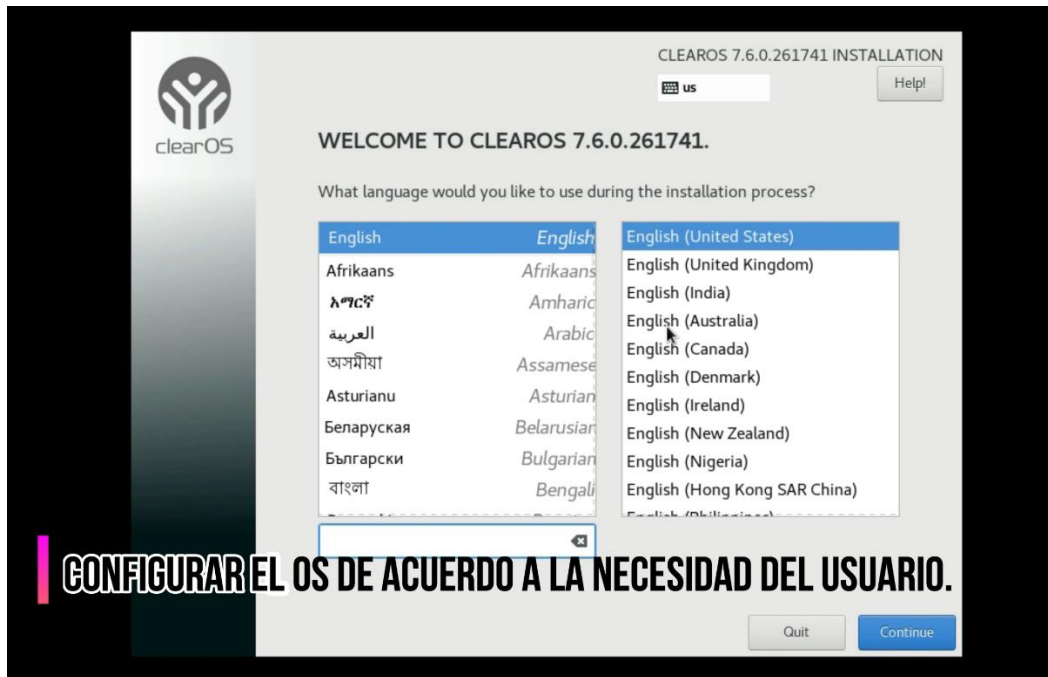 CLEAROS 7.6.0.261741 INSTALLATION
us
Help!
clearOS
WELCOME TO CLEAROS 7.6.0.261741.
What language would you like to use during the installation process?
English English
Afrikaans Afrikaans
አማርኛ Amharic
العربية Arabic
অসমীয়া Assamese
Asturianu Asturian
Беларуская Belarusian
Български Bulgarian
বাংলা Bengali
English (United States)
English (United Kingdom)
English (India)
English (Australia)
English (Canada)
English (Denmark)
English (Ireland)
English (New Zealand)
English (Nigeria)
English (Hong Kong SAR China)
English (Philippines)
CONFIGURAR EL OS DE ACUERDO A LA NECESIDAD DEL USUARIO.
Quit
Continue